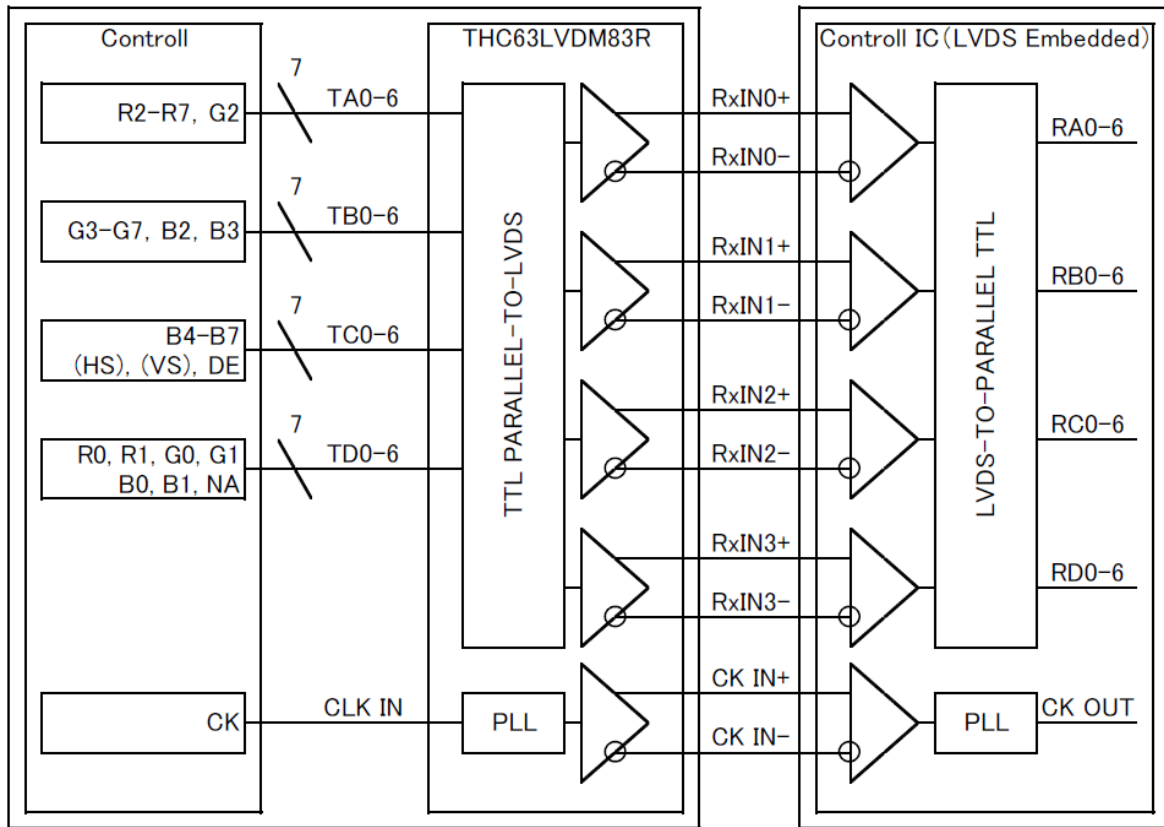 Controll
THC63LVDM83R
Controll IC(LVDS Embedded)
R2-R7, G2
7
TA0-6
RxIN0+
RxIN0-
RA0-6
G3-G7, B2, B3
7
TB0-6
RxIN1+
RxIN1-
RB0-6
B4-B7
(HS), (VS), DE
7
TC0-6
RxIN2+
RxIN2-
RC0-6
R0, R1, G0, G1
B0, B1, NA
7
TD0-6
RxIN3+
RxIN3-
RD0-6
TTL PARALLEL-TO-LVDS
LVDS-TO-PARALLEL TTL
CK
CLK IN
PLL
CK IN+
CK IN-
PLL
CK OUT